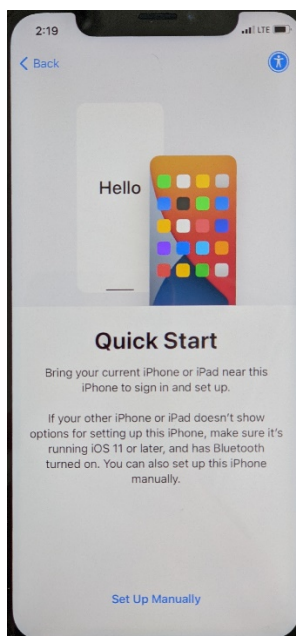 2:19
LTE
Back
Hello
Quick Start
Bring your current iPhone or iPad near this
iPhone to sign in and set up.
If your other iPhone or iPad doesn't show
options for setting up this iPhone, make sure it's
running iOS 11 or later, and has Bluetooth
turned on. You can also set up this iPhone
manually.
Set Up Manually